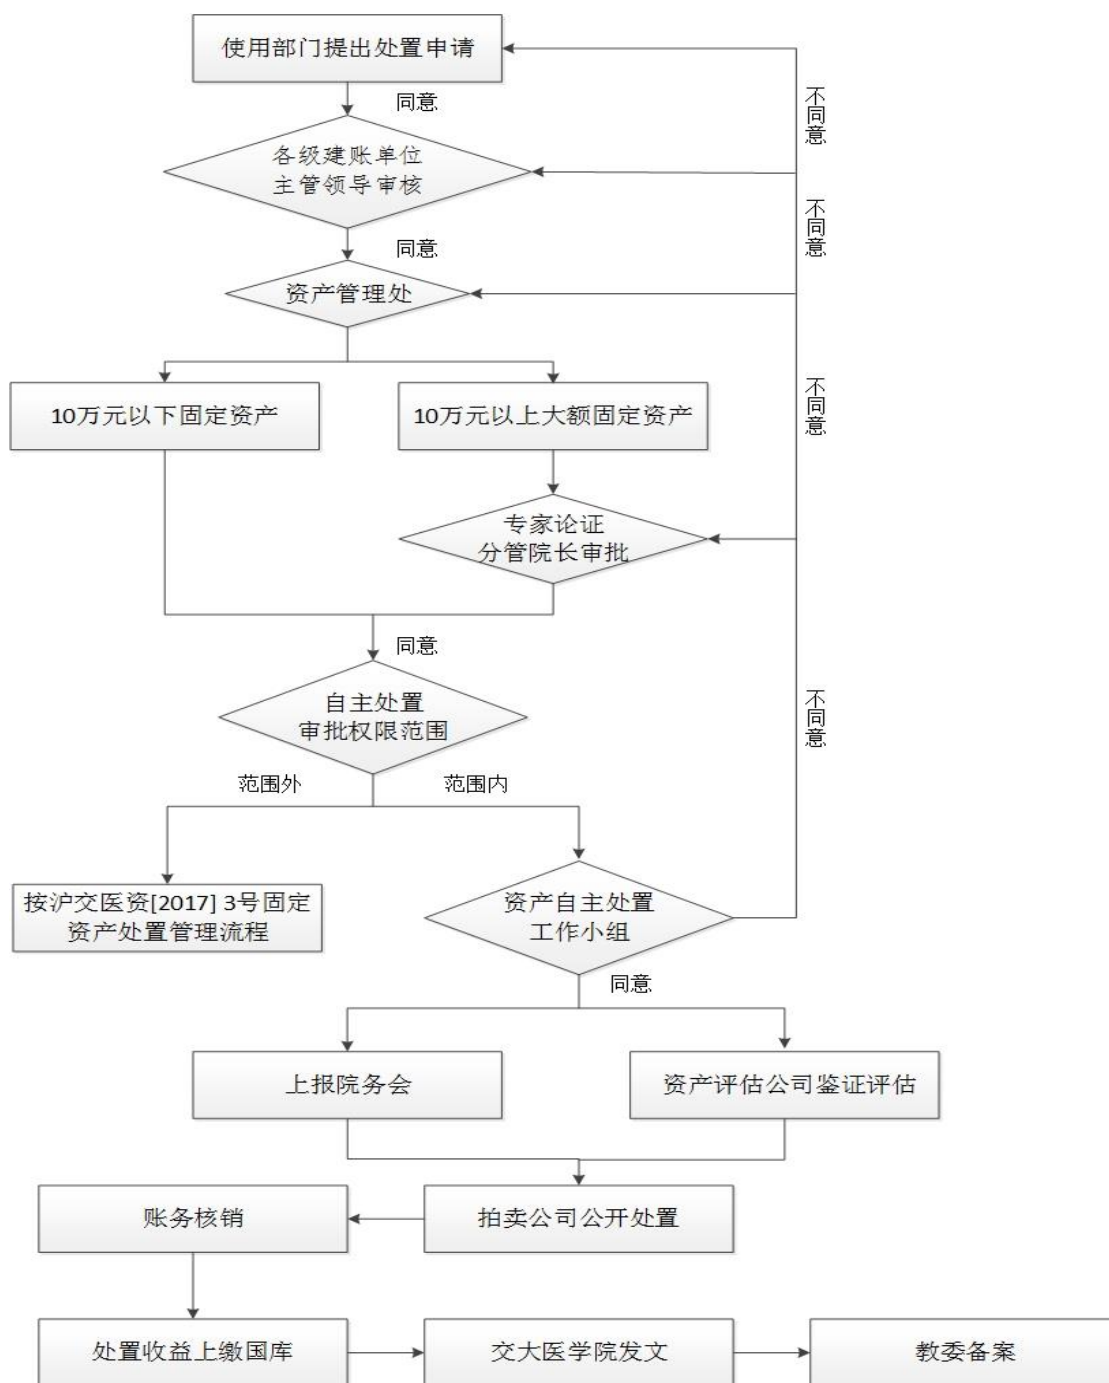 使用部门提出处置申请
同意
不同意
各级建账单位
主管领导审核
不同意
同意
资产管理处
10万元以下固定资产
10万元以上大额固定资产
不同意
专家论证
分管院长审批
同意
自主处置
审批权限范围
不同意
范围外
范围内
按沪交医资[2017] 3号固定
资产处置管理流程
资产自主处置
工作小组
同意
上报院务会
资产评估公司鉴证评估
账务核销
拍卖公司公开处置
处置收益上缴国库
交大医学院发文
教委备案